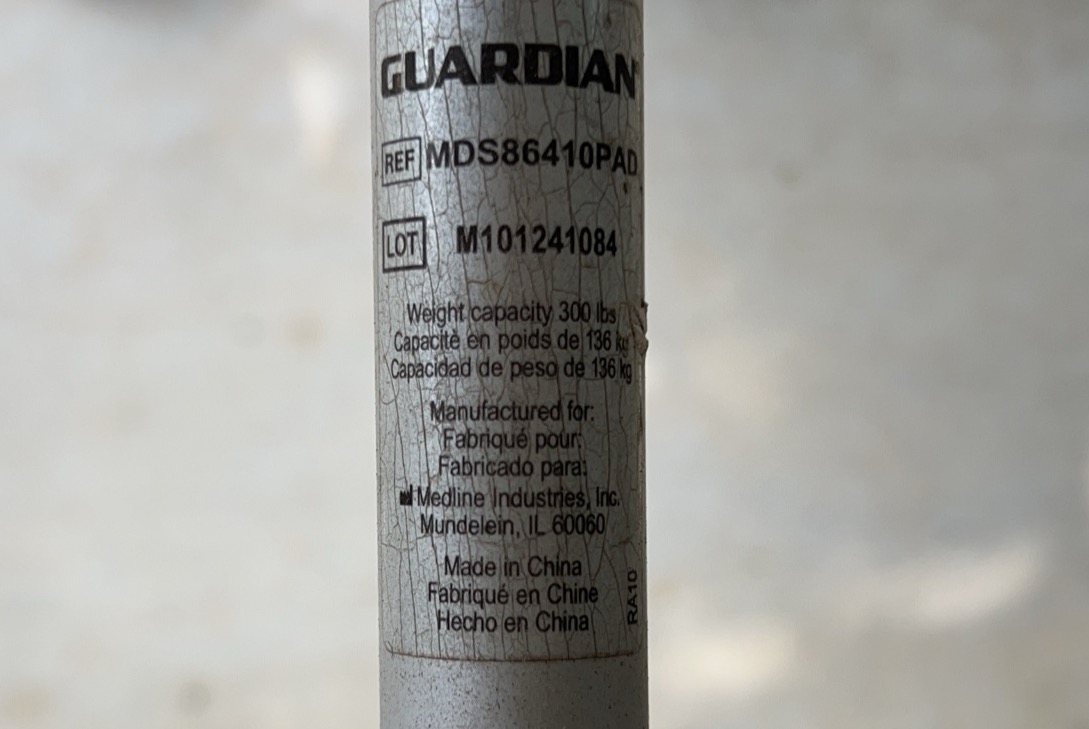 GUARDIAN
REF MDS86410PAD
LOT M101241084
Weight capacity 300 lbs
Capacité en poids de 136 kg
Capacidad de peso de 136 kg
Manufactured for:
Fabriqué pour:
Fabricado para:
Medline Industries, Inc.
Mundelein, IL 60060
Made in China
Fabriqué en Chine
Hecho en China
RA10